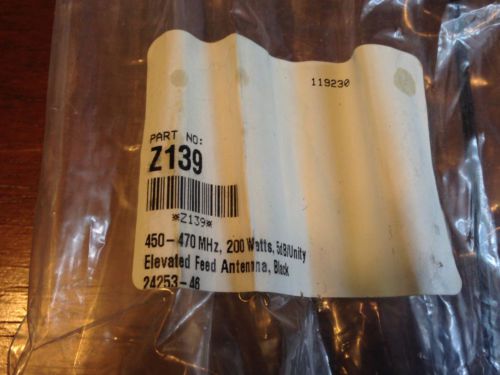 119230
PART NO:
Z139
*Z139*
450-470 MHz, 200 Watts, 5dB/Unity
Elevated Feed Antenna, Black
24253-46